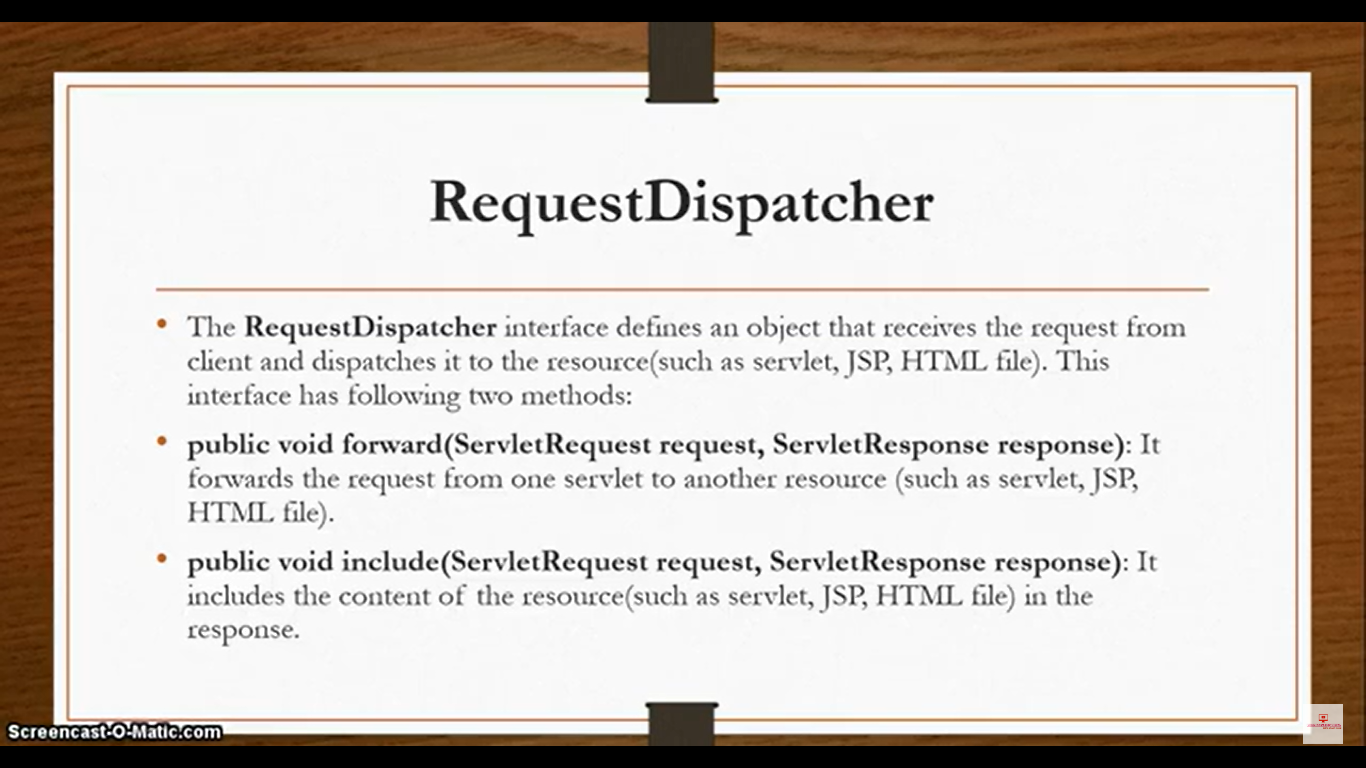 RequestDispatcher
• The RequestDispatcher interface defines an object that receives the request from
client and dispatches it to the resource(such as servlet, JSP, HTML file). This
interface has following two methods:
• public void forward(ServletRequest request, ServletResponse response): It
forwards the request from one servlet to another resource (such as servlet, JSP,
HTML file).
• public void include(ServletRequest request, ServletResponse response): It
includes the content of the resource(such as servlet, JSP, HTML file) in the
response.
Screencast-O-Matic.com